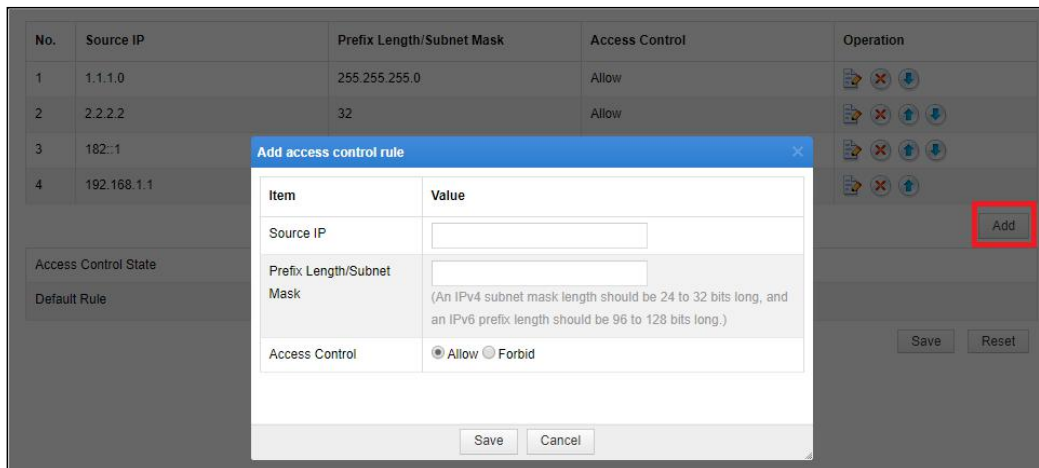 No. Source IP Prefix Length/Subnet Mask Access Control Operation
1 1.1.1.0 255.255.255.0 Allow
2 2.2.2.2 32 Allow
3 182::1
4 192.168.1.1
Add
Access Control State
Default Rule
Save Reset
Add access control rule
Item Value
Source IP
Prefix Length/Subnet
Mask
(An IPv4 subnet mask length should be 24 to 32 bits long, and
an IPv6 prefix length should be 96 to 128 bits long.)
Access Control Allow Forbid
Save Cancel